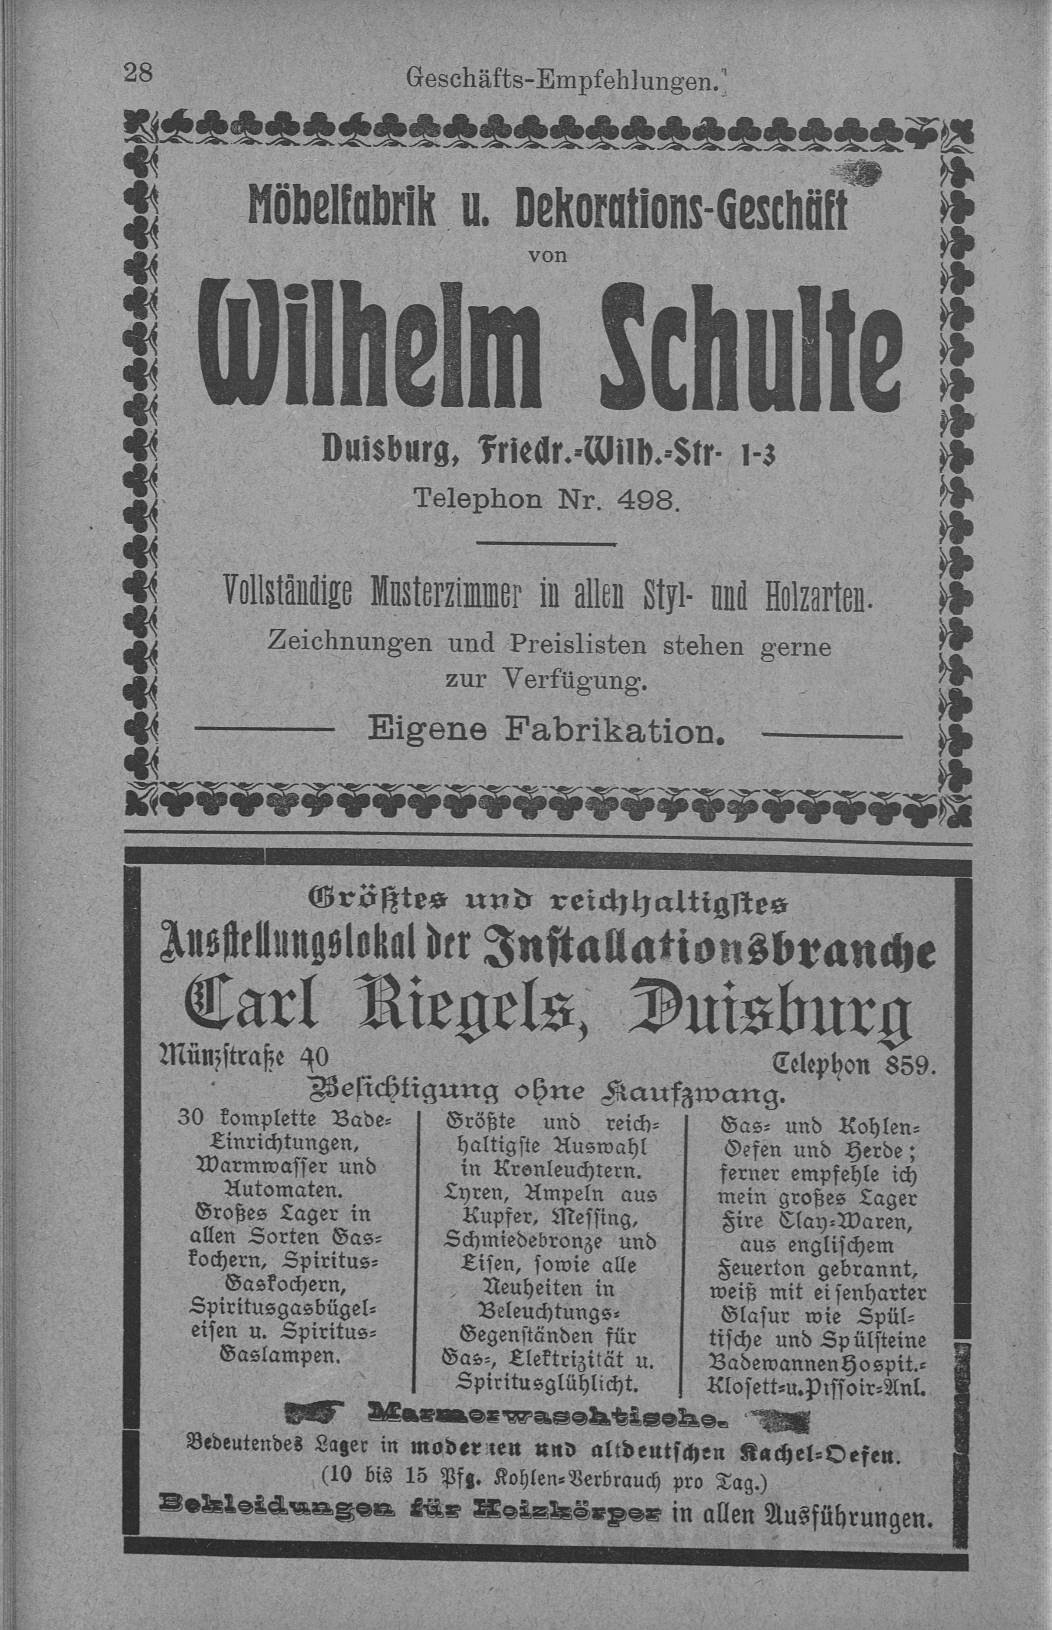 28
Geschäfts-Empfehlungen.
Möbelfabrik u. Dekorations-Geschäft
von
Wilhelm Schulte
Duisburg, Friedr.-Wilh.-Str- 1-3
Telephon Nr. 498.
Vollständige Musterzimmer in allen Styl- und Holzarten.
Zeichnungen und Preislisten stehen gerne
zur Verfügung.
Eigene Fabrikation.
Größtes und reichhaltigstes
Ausstellungslokal der Installationsbranche
Carl Riegels, Duisburg
Münzstraße 40
Telephon 859.
Besichtigung ohne Kaufzwang.
30 komplette Bade-
Einrichtungen,
Warmwasser und
Automaten.
Großes Lager in
allen Sorten Gas-
kochern, Spiritus-
Gaskochern,
Spiritusgasbügel-
eisen u. Spiritus-
Gaslampen.
Größte und reich-
haltigste Auswahl
in Kronleuchtern.
Lyren, Ampeln aus
Kupfer, Messing,
Schmiedebronze und
Eisen, sowie alle
Neuheiten in
Beleuchtungs-
Gegenständen für
Gas-, Elektrizität u.
Spiritusglühlicht.
Gas- und Kohlen-
Oefen und Herde;
ferner empfehle ich
mein großes Lager
Fire Clay-Waren,
aus englischem
Feuerton gebrannt,
weiß mit eisenharter
Glasur wie Spül-
tische und Spülsteine
Badewannen Hospit.-
Klosett-u. Pissoir-Anl.
Marmorwaschtische.
Bedeutendes Lager in modernen und altdeutschen Kachel-Oefen.
(10 bis 15 Pfg. Kohlen-Verbrauch pro Tag.)
Bekleidungen für Heizkörper in allen Ausführungen.